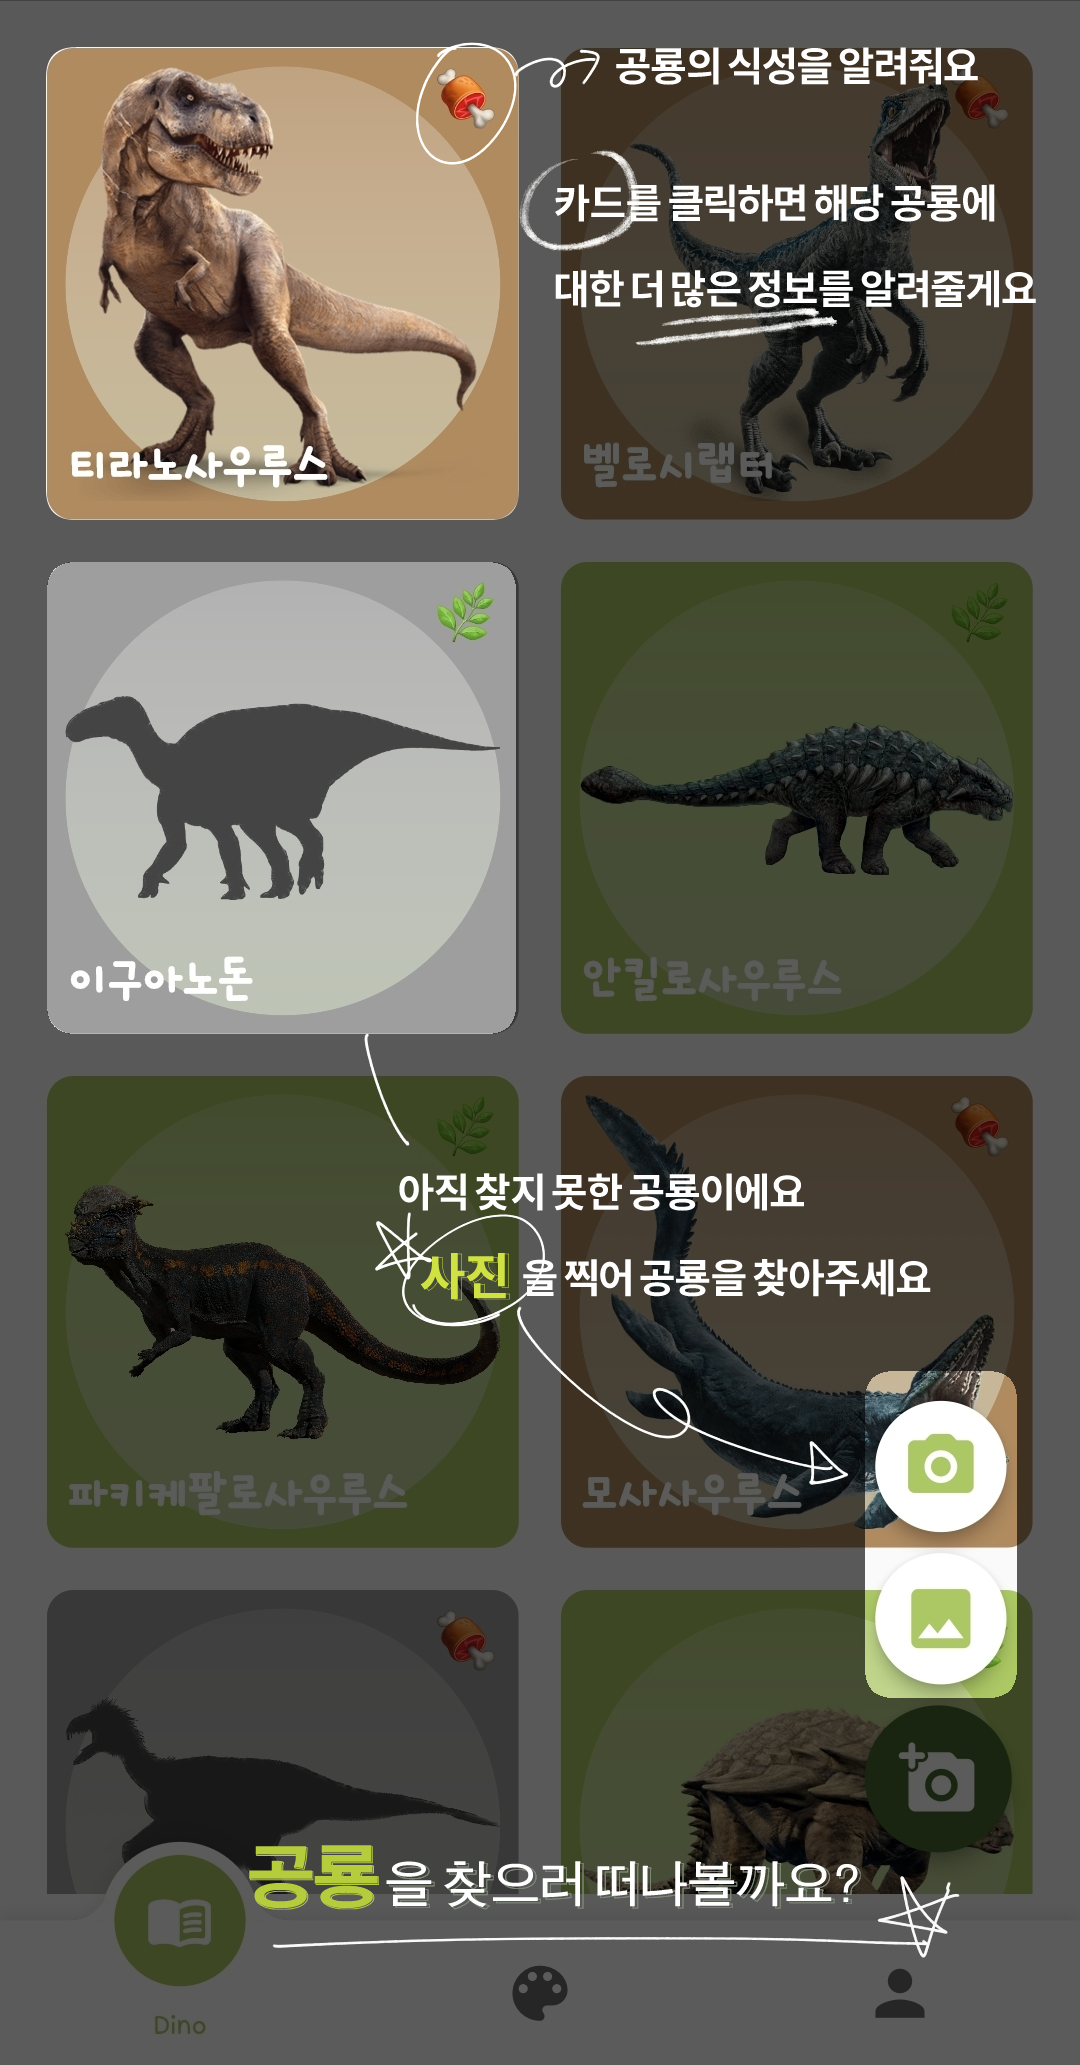 공룡의 식성을 알려줘요
카드를 클릭하면 해당 공룡에
대한 더 많은 정보를 알려줄게요
티라노사우루스
벨로시랩터
이구아노돈
안킬로사우루스
아직 찾지 못한 공룡이에요
사진 을 찍어 공룡을 찾아주세요
파키케팔로사우루스
모사사우루스
공룡을 찾으러 떠나볼까요?
Dino